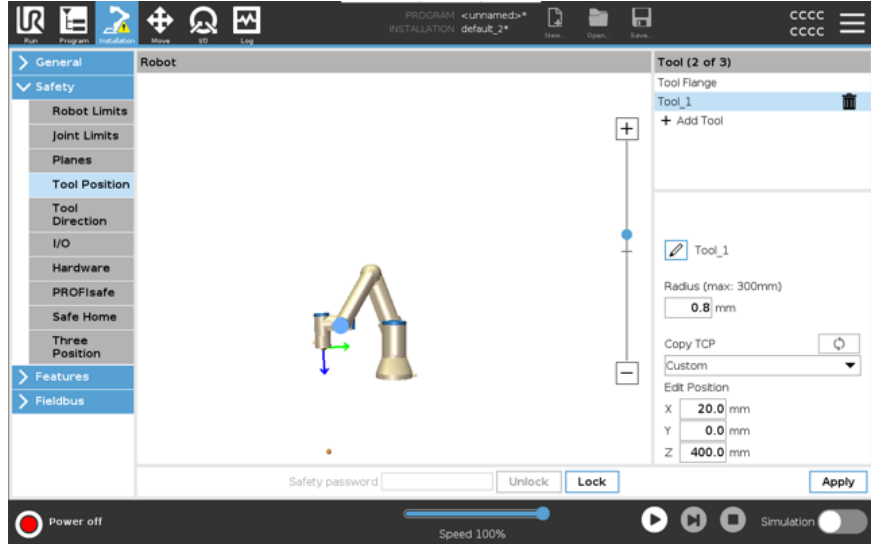 PROGRAM <unnamed>*
INSTALLATION default_2*
cccc
cccc
Run Program Installation Move I/O Log New... Open... Save...
General
Safety
Robot Limits
Joint Limits
Planes
Tool Position
Tool
Direction
I/O
Hardware
PROFIsafe
Safe Home
Three
Position
Features
Fieldbus
Robot
Tool (2 of 3)
Tool Flange
Tool_1
+ Add Tool
Tool_1
Radius (max: 300mm)
0.8 mm
Copy TCP
Custom
Edit Position
X 20.0 mm
Y 0.0 mm
Z 400.0 mm
Safety password Unlock Lock Apply
Power off
Speed 100%
Simulation